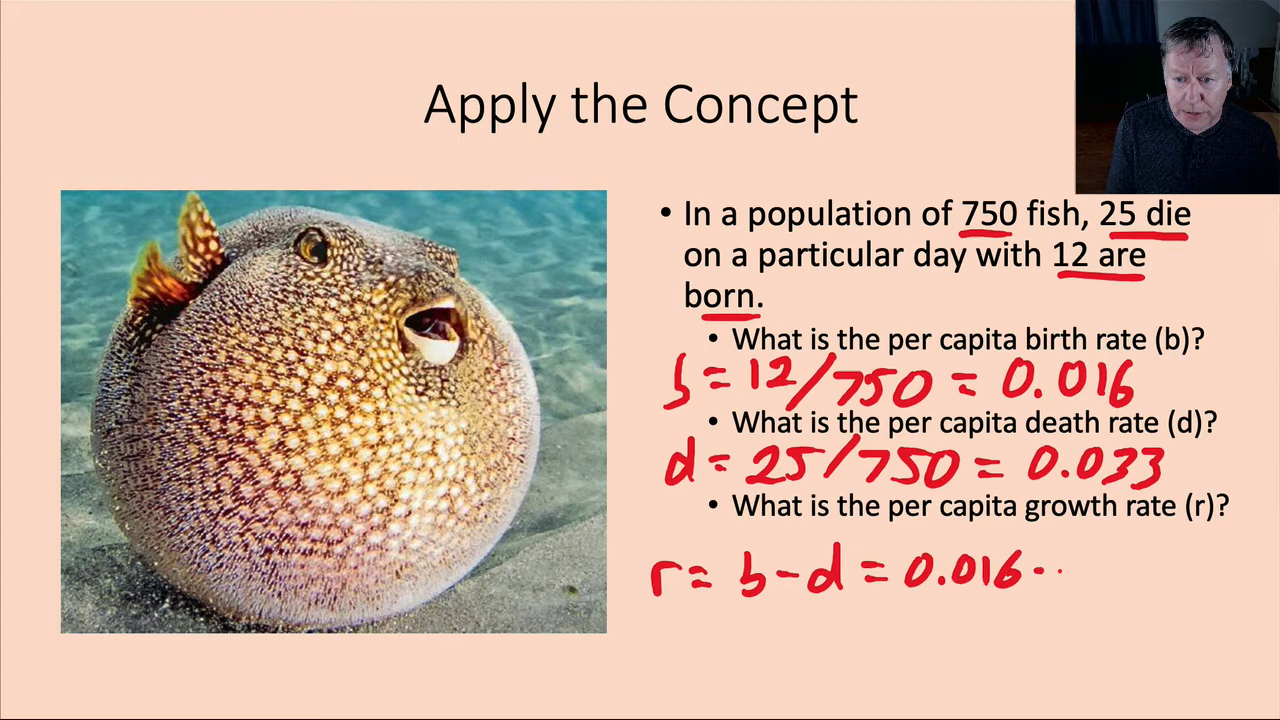 Apply the Concept
• In a population of 750 fish, 25 die
on a particular day with 12 are
born.
• What is the per capita birth rate (b)?
b = 12/750 = 0.016
• What is the per capita death rate (d)?
d = 25/750 = 0.033
• What is the per capita growth rate (r)?
r = b - d = 0.016 -